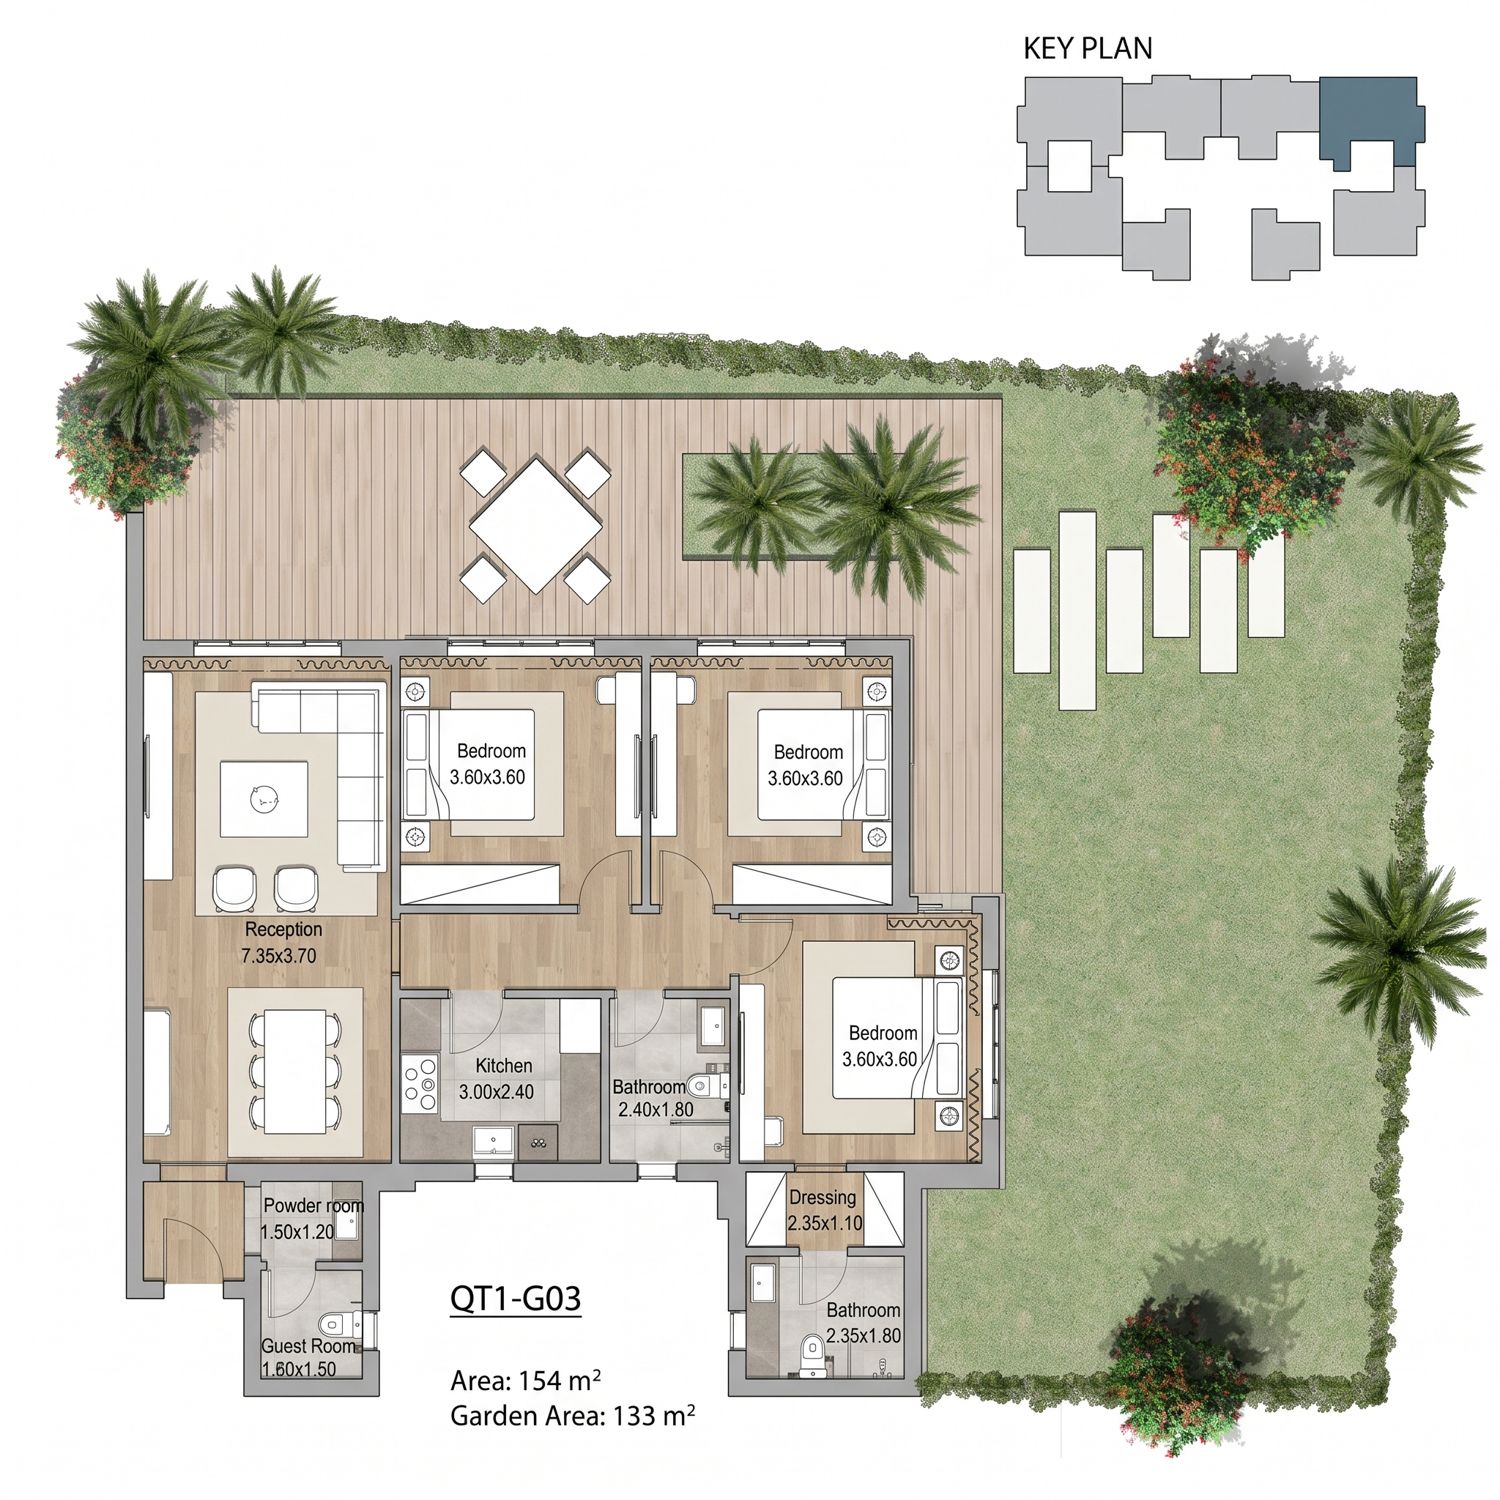 KEY PLAN
Bedroom
3.60x3.60
Bedroom
3.60x3.60
Reception
7.35x3.70
Kitchen
3.00x2.40
Bathroom
2.40x1.80
Bedroom
3.60x3.60
Powder room
1.50x1.20
Dressing
2.35x1.10
Guest Room
1.60x1.50
Bathroom
2.35x1.80
QT1-G03
Area: 154 m²
Garden Area: 133 m²